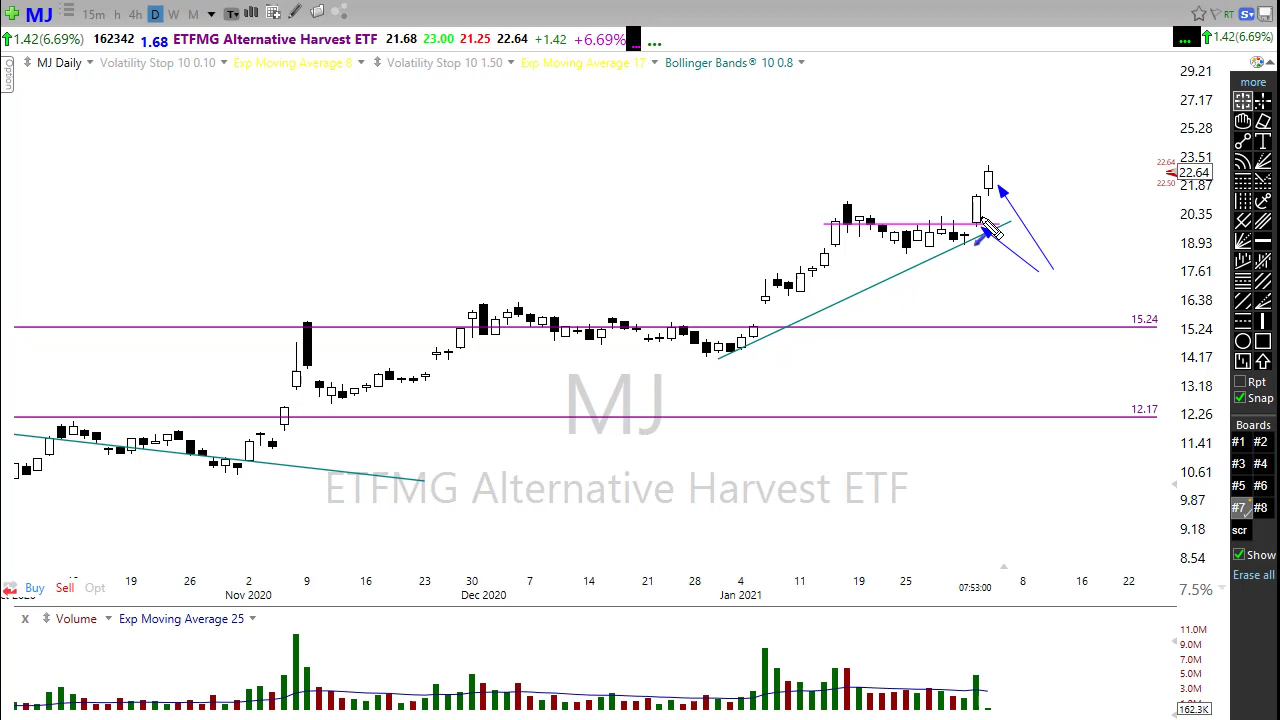 MJ 15m h 4h D W M T RT S
1.42(6.69%) 162342 1.68 ETFMG Alternative Harvest ETF 21.68 23.00 21.25 22.64 +1.42 +6.69% ... ... ... 1.42(6.69%)
MJ Daily Volatility Stop 10 0.10 Exp Moving Average 8 Volatility Stop 10 1.50 Exp Moving Average 17 Bollinger Bands® 10 0.8
Option
29.21
27.17
25.28
23.51
22.64
22.64
22.50
21.87
20.35
18.93
17.61
16.38
15.24
15.24
14.17
13.18
12.17
12.26
11.41
10.61
9.87
9.18
8.54
MJ
ETFMG Alternative Harvest ETF
more
T
Rpt
Snap
Boards
#1 #2
#3 #4
#5 #6
#7 #8
scr
Show
Erase all
19 26 2 9 16 23 30 7 14 21 28 4 11 19 25 07:53:00 8 16 22
Nov 2020 Dec 2020 Jan 2021
Buy Sell Opt 7.5%
x Volume Exp Moving Average 25
11.0M
9.0M
7.0M
5.0M
3.0M
162.3K